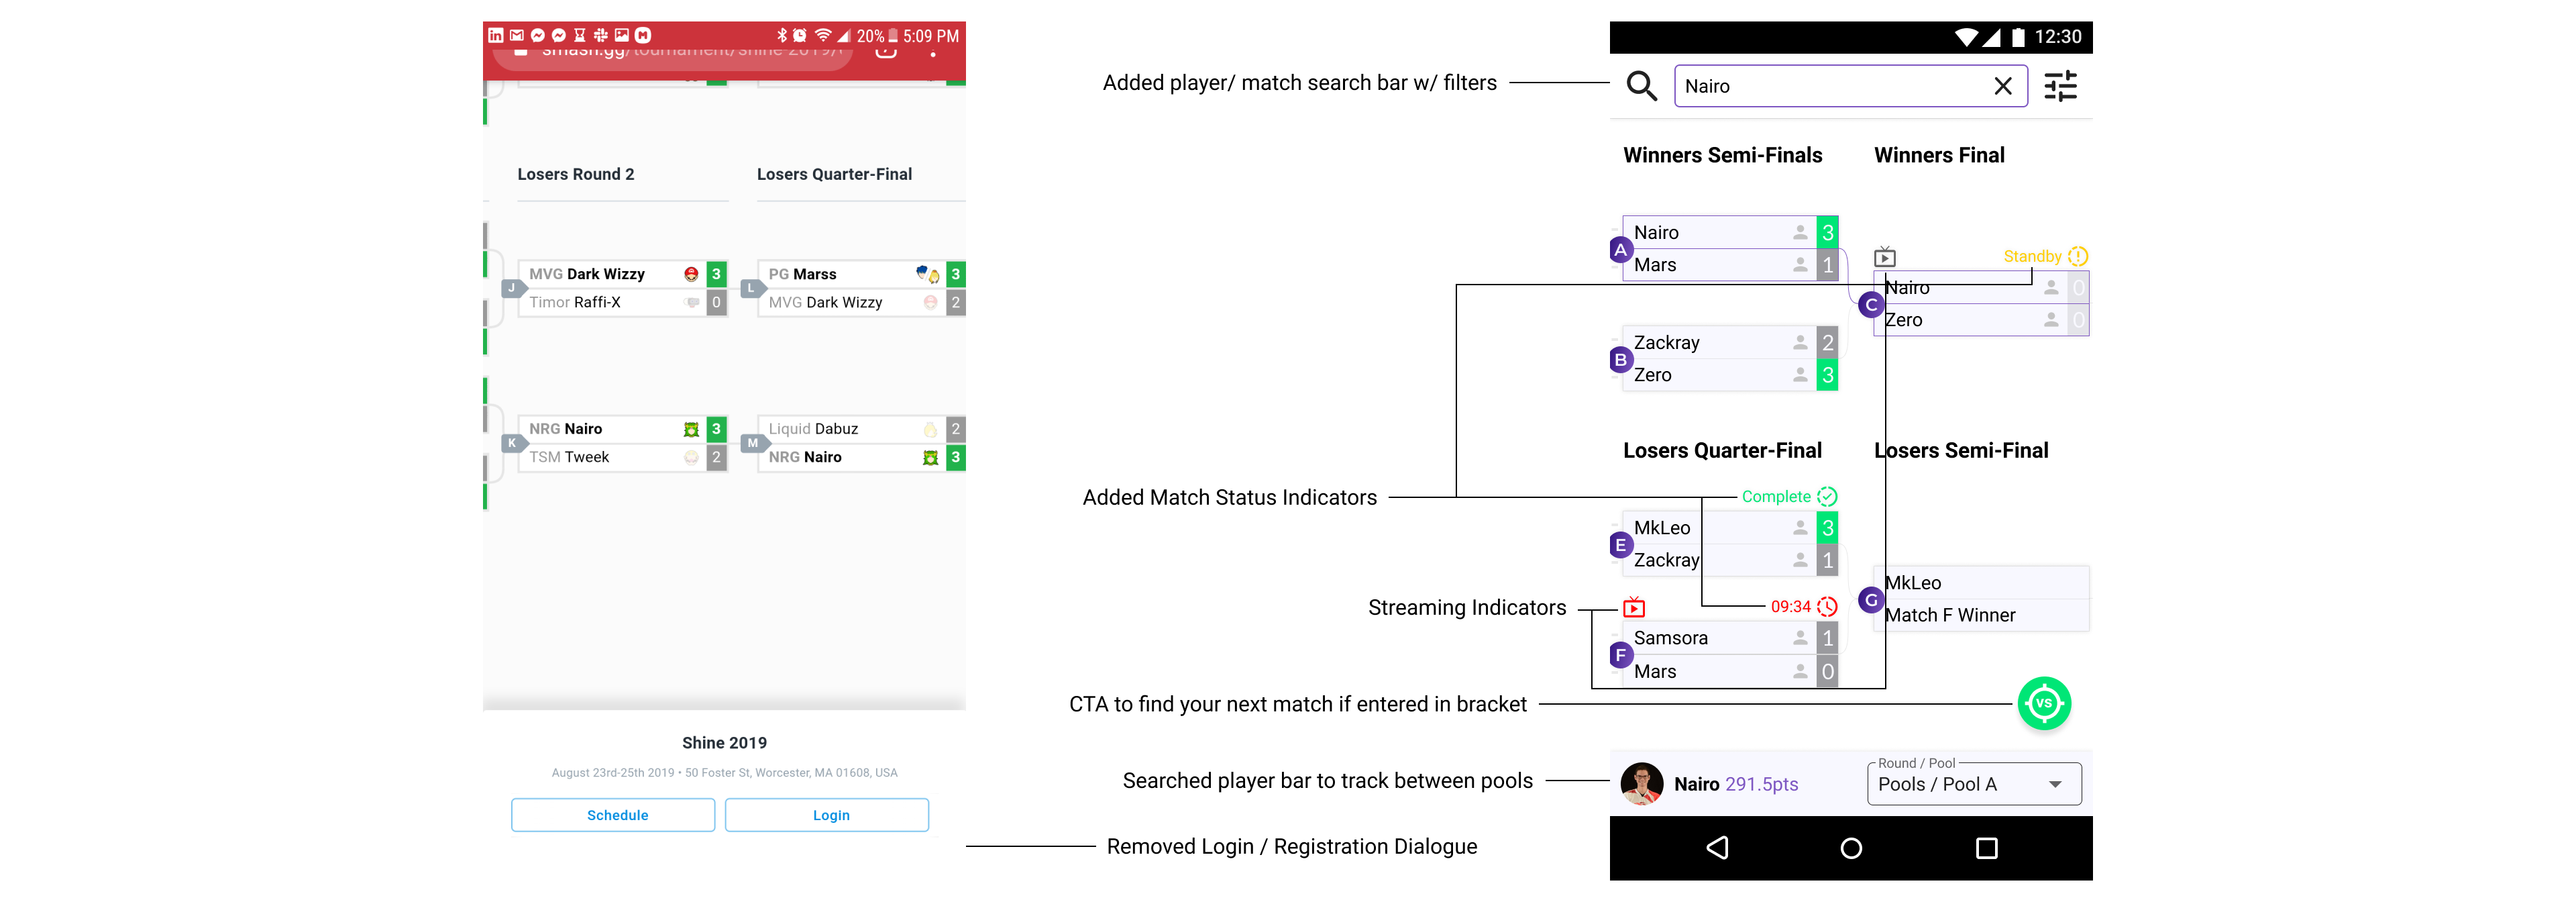 20% 5:09 PM
smash.gg/tournament/shine-2019/
Losers Round 2
Losers Quarter-Final
J
MVG Dark Wizzy 3
Timor Raffi-X 0
L
PG Marss 3
MVG Dark Wizzy 2
K
NRG Nairo 3
TSM Tweek 2
M
Liquid Dabuz 2
NRG Nairo 3
Shine 2019
August 23rd-25th 2019 • 50 Foster St, Worcester, MA 01608, USA
Schedule
Login
Added player/ match search bar w/ filters
Added Match Status Indicators
Streaming Indicators
CTA to find your next match if entered in bracket
Searched player bar to track between pools
Removed Login / Registration Dialogue
12:30
Nairo
Winners Semi-Finals
Winners Final
A
Nairo 3
Mars 1
B
Zackray 2
Zero 3
Standby
C
Nairo 0
Zero 0
Losers Quarter-Final
Losers Semi-Final
Complete
E
MkLeo 3
Zackray 1
09:34
F
Samsora 1
Mars 0
G
MkLeo
Match F Winner
VS
Nairo 291.5pts
Round / Pool
Pools / Pool A